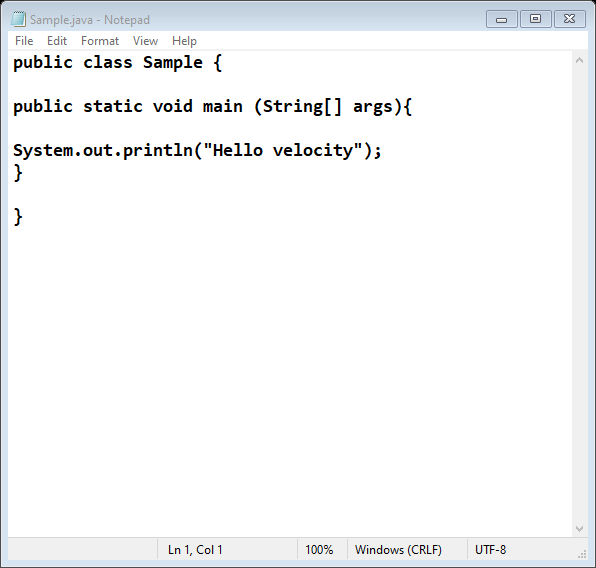 Sample.java - Notepad
File Edit Format View Help
public class Sample {
public static void main (String[] args){
System.out.println("Hello velocity");
}
}
Ln 1, Col 1 100% Windows (CRLF) UTF-8